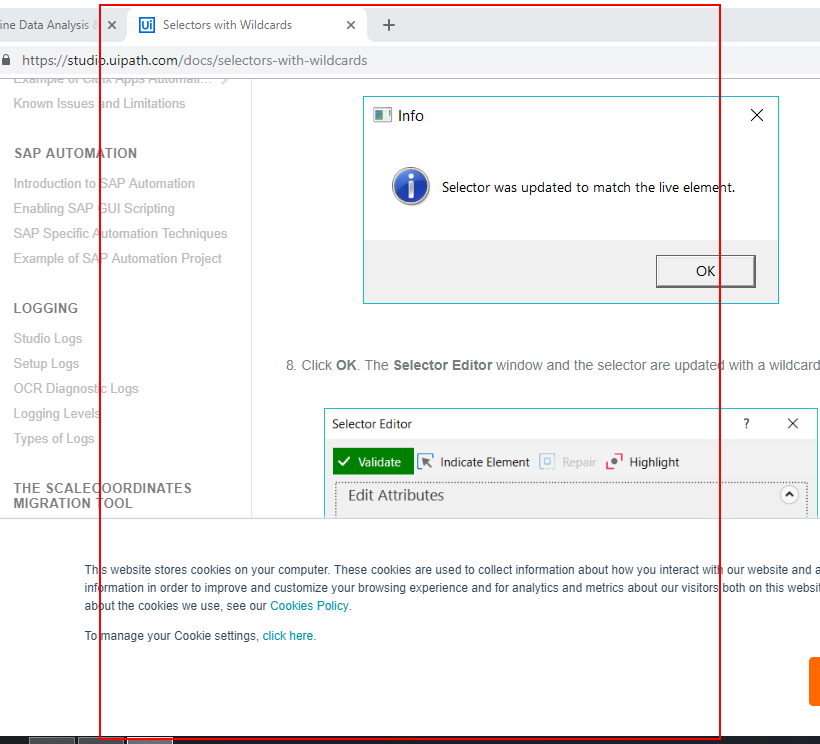 ine Data Analysis &
Selectors with Wildcards
https://studio.uipath.com/docs/selectors-with-wildcards
Example of Citrix Apps Automati...
Known Issues and Limitations
SAP AUTOMATION
Introduction to SAP Automation
Enabling SAP GUI Scripting
SAP Specific Automation Techniques
Example of SAP Automation Project
LOGGING
Studio Logs
Setup Logs
OCR Diagnostic Logs
Logging Levels
Types of Logs
THE SCALECOORDINATES
MIGRATION TOOL
Info
Selector was updated to match the live element.
OK
8. Click OK. The Selector Editor window and the selector are updated with a wildcard
Selector Editor
?
Validate
Indicate Element
Repair
Highlight
Edit Attributes
This website stores cookies on your computer. These cookies are used to collect information about how you interact with our website and a
information in order to improve and customize your browsing experience and for analytics and metrics about our visitors both on this websi
about the cookies we use, see our Cookies Policy.
To manage your Cookie settings, click here.